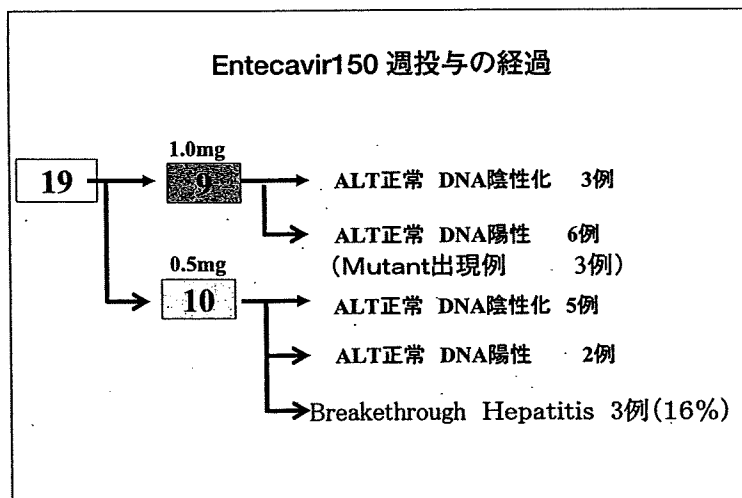 Entecavir150 週投与の経過
1.0mg
19
9
ALT正常 DNA陰性化 3例
ALT正常 DNA陽性 6例
(Mutant出現例 3例)
0.5mg
10
ALT正常 DNA陰性化 5例
ALT正常 DNA陽性 2例
Breakethrough Hepatitis 3例(16%)